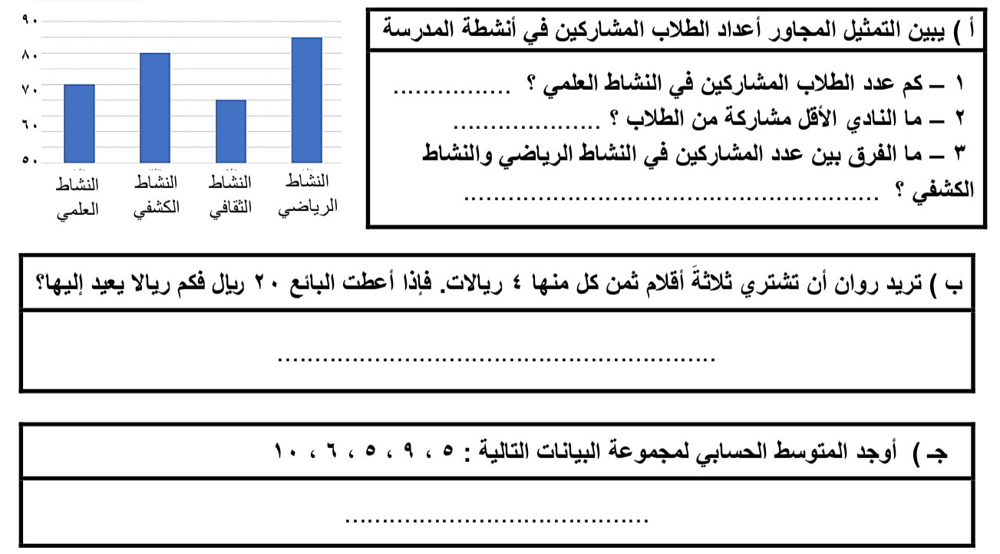 أ ) يبين التمثيل المجاور أعداد الطلاب المشاركين في أنشطة المدرسة
١ – كم عدد الطلاب المشاركين في النشاط العلمي ؟ ................
٢ – ما النادي الأقل مشاركة من الطلاب ؟ ....................
٣ – ما الفرق بين عدد المشاركين في النشاط الرياضي والنشاط
الكشفي ؟ .......................................................
٩٠
٨٠
٧٠
٦٠
٥٠
النشاط العلمي
النشاط الكشفي
النشاط الثقافي
النشاط الرياضي
ب ) تريد روان أن تشتري ثلاثةَ أقلام ثمن كل منها ٤ ريالات. فإذا أعطت البائع ٢٠ ريال فكم ريالا يعيد إليها؟
..........................................................
جـ ) أوجد المتوسط الحسابي لمجموعة البيانات التالية : ٥ ، ٩ ، ٥ ، ٦ ، ١٠
........................................